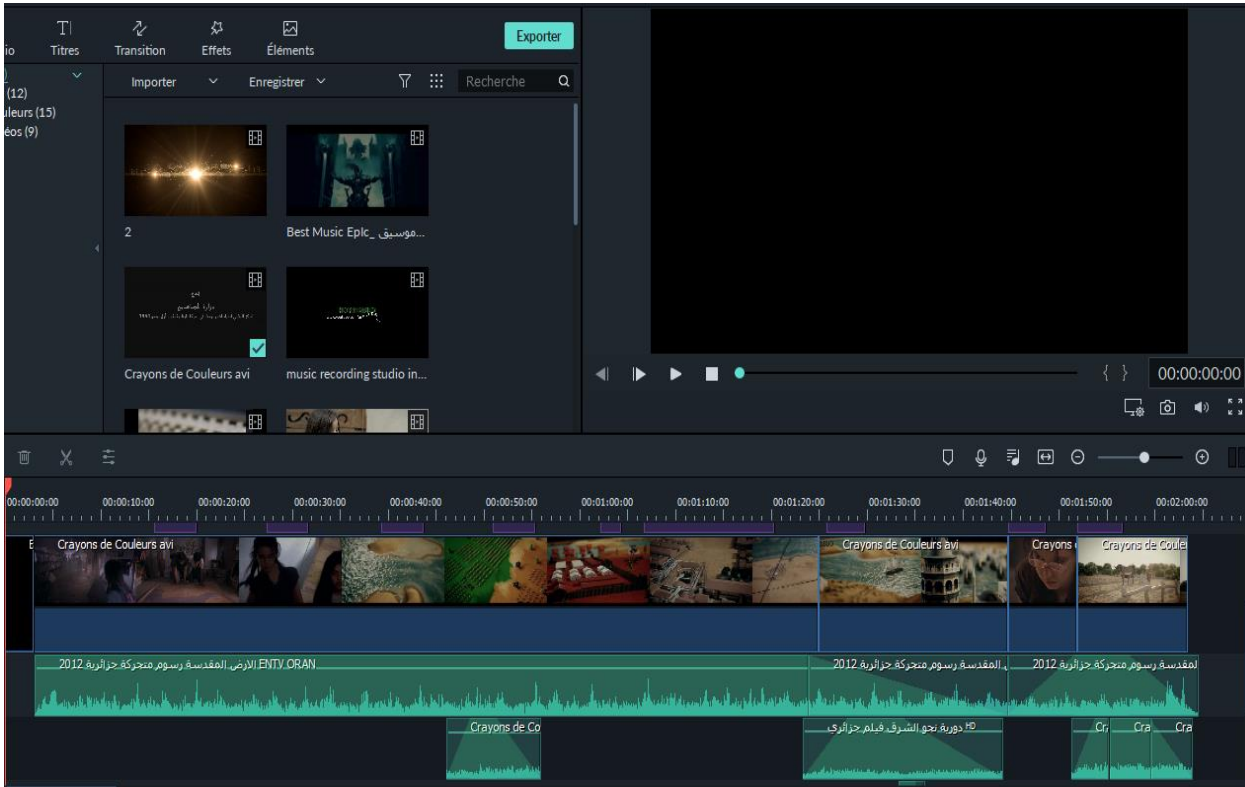 io
Titres
Transition
Effets
Éléments
Exporter
(12)
uleurs (15)
éos (9)
Importer
Enregistrer
Recherche
2
Best Music Epic_ موسيق...
Crayons de Couleurs avi
music recording studio in...
{ }
00:00:00:00
00:00:00:00
00:00:10:00
00:00:20:00
00:00:30:00
00:00:40:00
00:00:50:00
00:01:00:00
00:01:10:00
00:01:20:00
00:01:30:00
00:01:40:00
00:01:50:00
00:02:00:00
E
Crayons de Couleurs avi
Crayons de Couleurs avi
Crayons
Crayons de Coule
ENTV ORAN الارض المقدسة رسوم متحركة جزائرية 2012
المقدسة رسوم متحركة جزائرية 2012
لمقدسة رسوم متحركة جزائرية 2012
Crayons de Co
HD دورية نحو الشرق فيلم جزائري
Cr
Cra
Cra